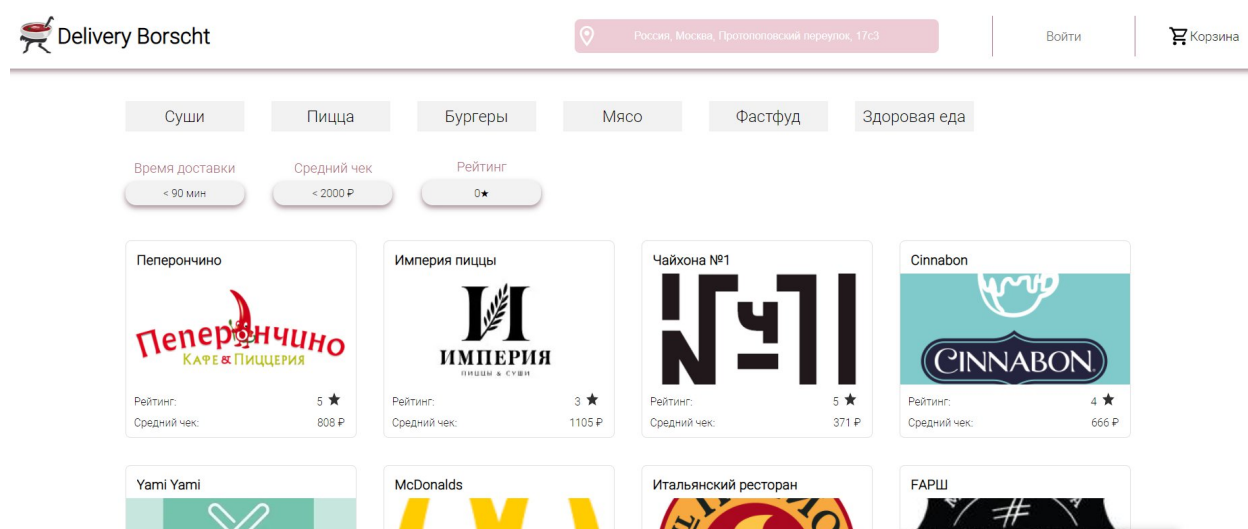 Delivery Borscht
Россия, Москва, Протопоповский переулок, 17с3
Войти
Корзина
Суши
Пицца
Бургеры
Мясо
Фастфуд
Здоровая еда
Время доставки
Средний чек
Рейтинг
< 90 мин
< 2000 ₽
0★
Пеперончино
Империя пиццы
Чайхона №1
Cinnabon
Пеперончино
Кафе & Пиццерия
И
ИМПЕРИЯ
ПИЦЦЫ & СУШИ
№Ч1
CINNABON
Рейтинг: 5 ★
Средний чек: 808 ₽
Рейтинг: 3 ★
Средний чек: 1105 ₽
Рейтинг: 5 ★
Средний чек: 371 ₽
Рейтинг: 4 ★
Средний чек: 666 ₽
Yami Yami
McDonalds
Итальянский ресторан
ФАРШ